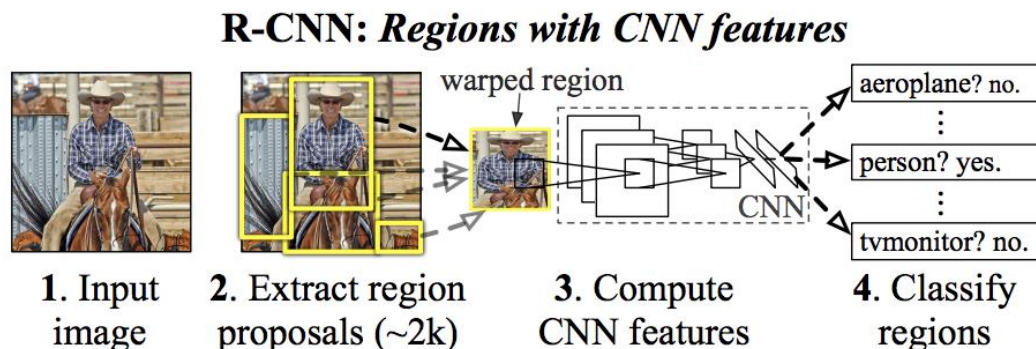 R-CNN: Regions with CNN features
warped region
aeroplane? no.
⋮
person? yes.
⋮
tvmonitor? no.
CNN
1. Input
image
2. Extract region
proposals (~2k)
3. Compute
CNN features
4. Classify
regions